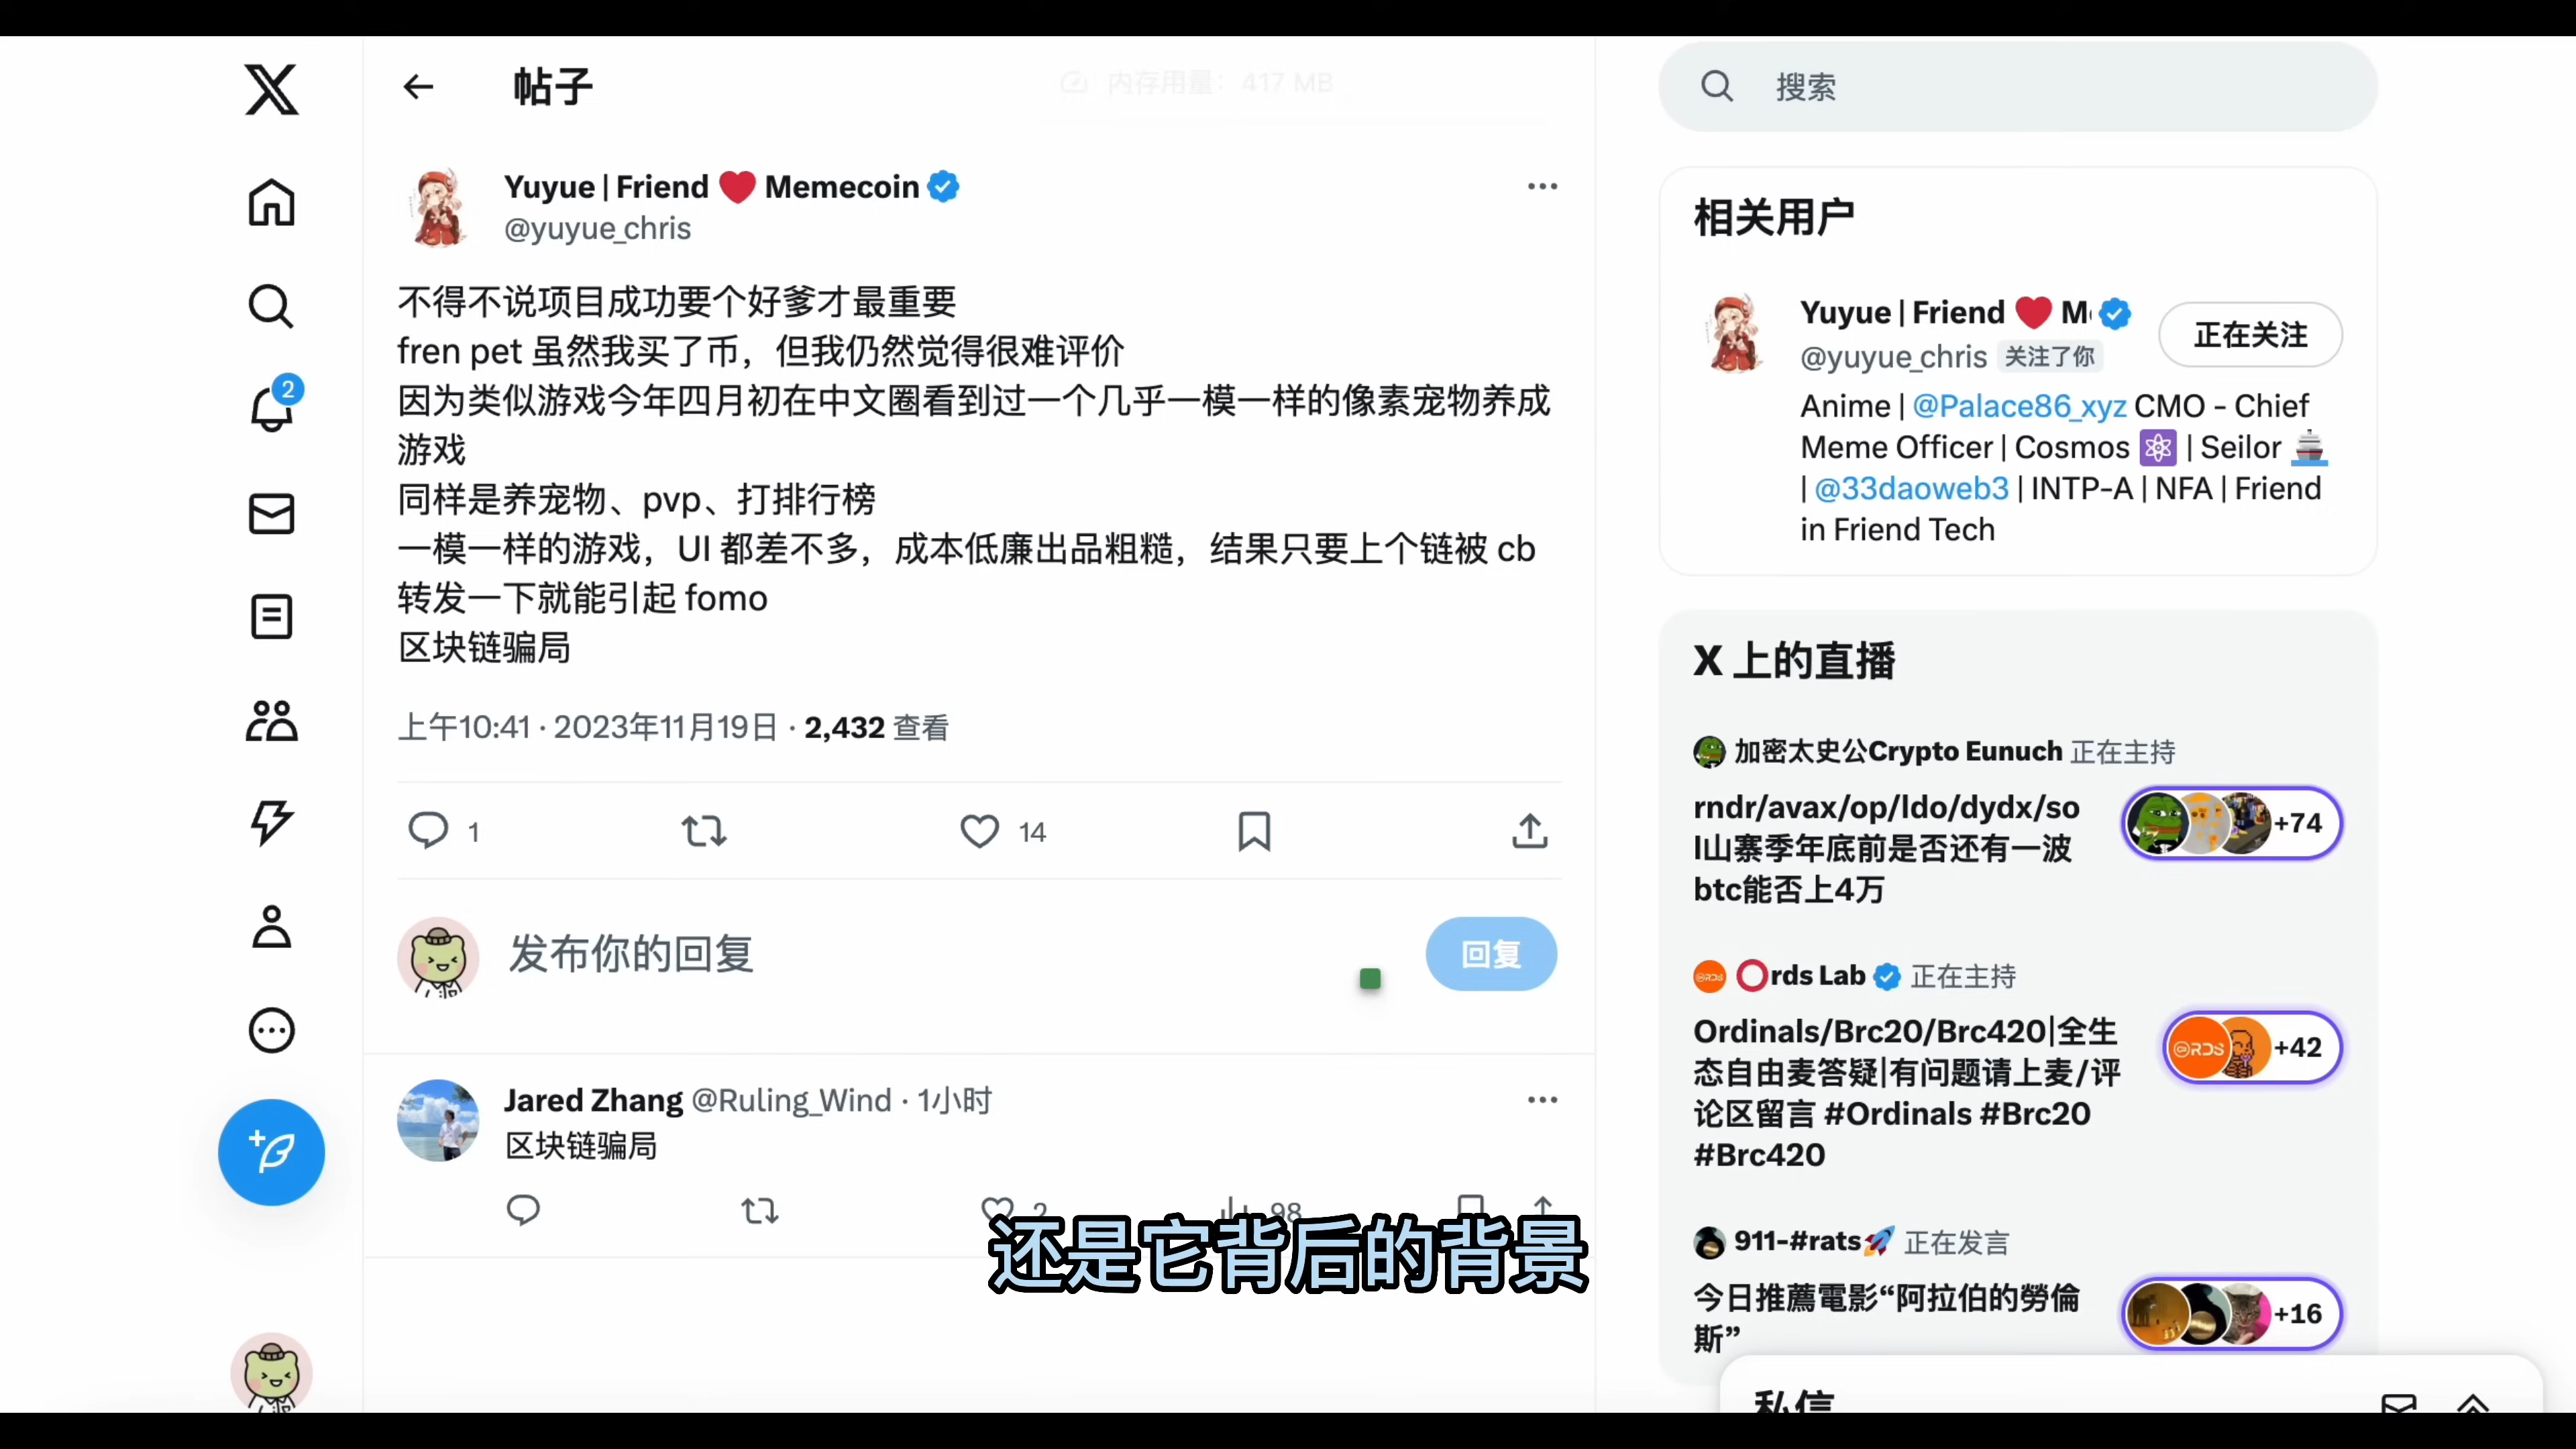 帖子
内存用量：417 MB
搜索
Yuyue | Friend ❤️ Memecoin
@yuyue_chris
不得不说项目成功要个好爹才最重要
fren pet 虽然我买了币，但我仍然觉得很难评价
因为类似游戏今年四月初在中文圈看到过一个几乎一模一样的像素宠物养成
游戏
同样是养宠物、pvp、打排行榜
一模一样的游戏，UI 都差不多，成本低廉出品粗糙，结果只要上个链被 cb
转发一下就能引起 fomo
区块链骗局
上午10:41 · 2023年11月19日 · 2,432 查看
1
14
发布你的回复
回复
2
Jared Zhang @Ruling_Wind · 1小时
区块链骗局
2
98
还是它背后的背景
相关用户
Yuyue | Friend ❤️ M
@yuyue_chris 关注了你
正在关注
Anime | @Palace86_xyz CMO - Chief
Meme Officer | Cosmos ⚛️ | Seilor 🚢
| @33daoweb3 | INTP-A | NFA | Friend
in Friend Tech
X 上的直播
加密太史公Crypto Eunuch 正在主持
rndr/avax/op/ldo/dydx/so
l山寨季年底前是否还有一波
btc能否上4万
+74
⭕rds Lab 正在主持
Ordinals/Brc20/Brc420|全生
态自由麦答疑|有问题请上麦/评
论区留言 #Ordinals #Brc20
#Brc420
ORDS
+42
911-#rats🚀 正在发言
今日推薦電影“阿拉伯的勞倫
斯”
+16
私信